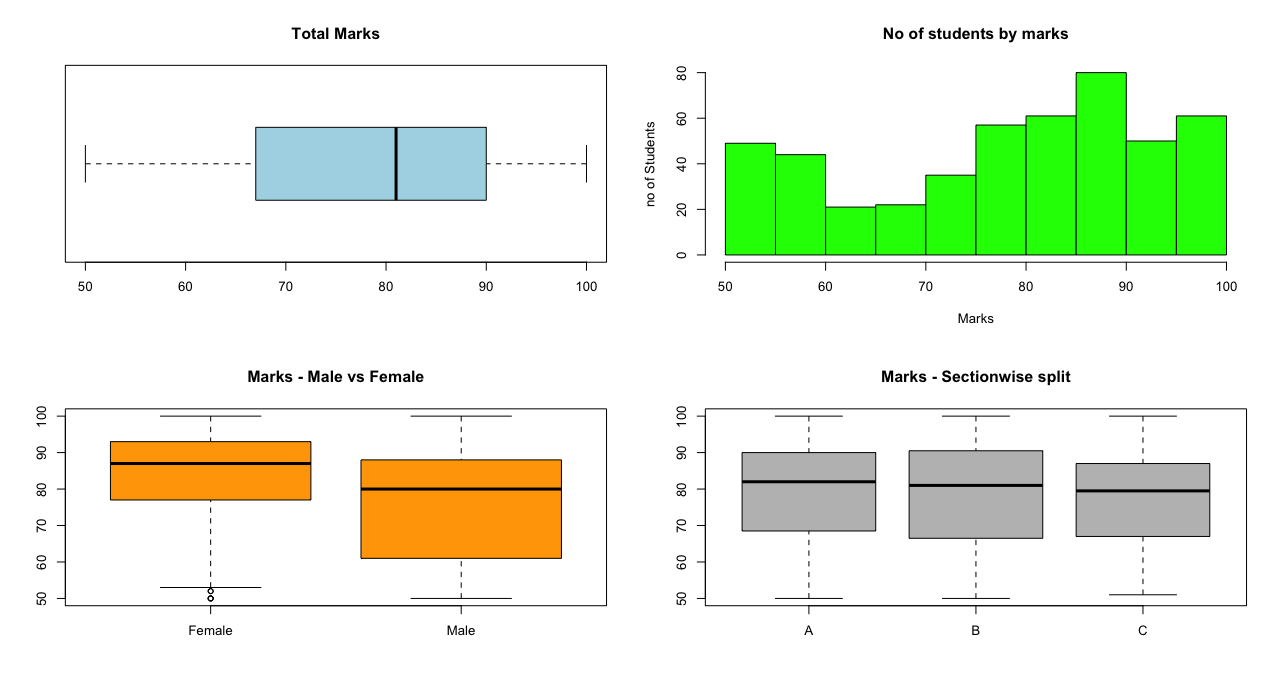 Total Marks
50 60 70 80 90 100
No of students by marks
no of Students
80
60
40
20
0
50 60 70 80 90 100
Marks
Marks - Male vs Female
100
90
80
70
60
50
Female Male
Marks - Sectionwise split
100
90
80
70
60
50
A B C